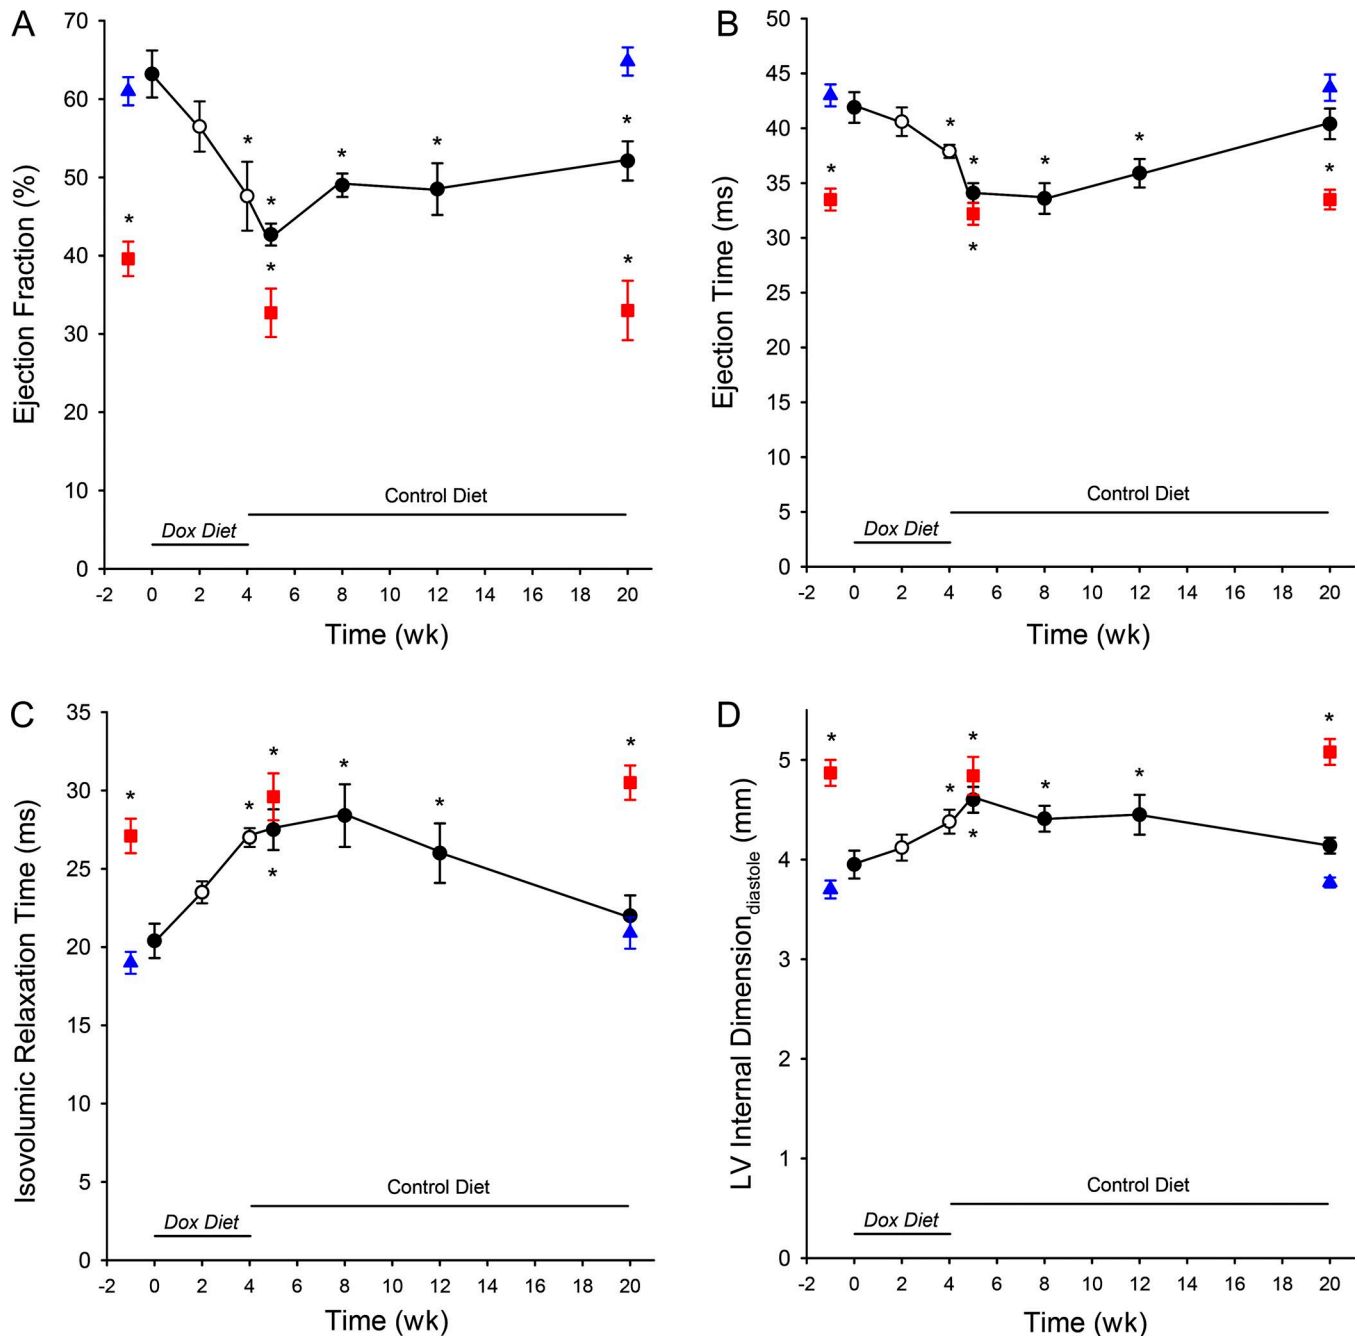 A
Ejection Fraction (%)
70
60
50
40
30
20
10
0
* * * * * * * *
Control Diet
Dox Diet
-2 0 2 4 6 8 10 12 14 16 18 20
Time (wk)
B
Ejection Time (ms)
50
45
40
35
30
25
20
15
10
5
0
* * * * * * * *
Control Diet
Dox Diet
-2 0 2 4 6 8 10 12 14 16 18 20
Time (wk)
C
Isovolumic Relaxation Time (ms)
35
30
25
20
15
10
5
0
* * * * * * *
Control Diet
Dox Diet
-2 0 2 4 6 8 10 12 14 16 18 20
Time (wk)
D
LV Internal Dimension diastole (mm)
5
4
3
2
1
0
* * * * * * *
Control Diet
Dox Diet
-2 0 2 4 6 8 10 12 14 16 18 20
Time (wk)